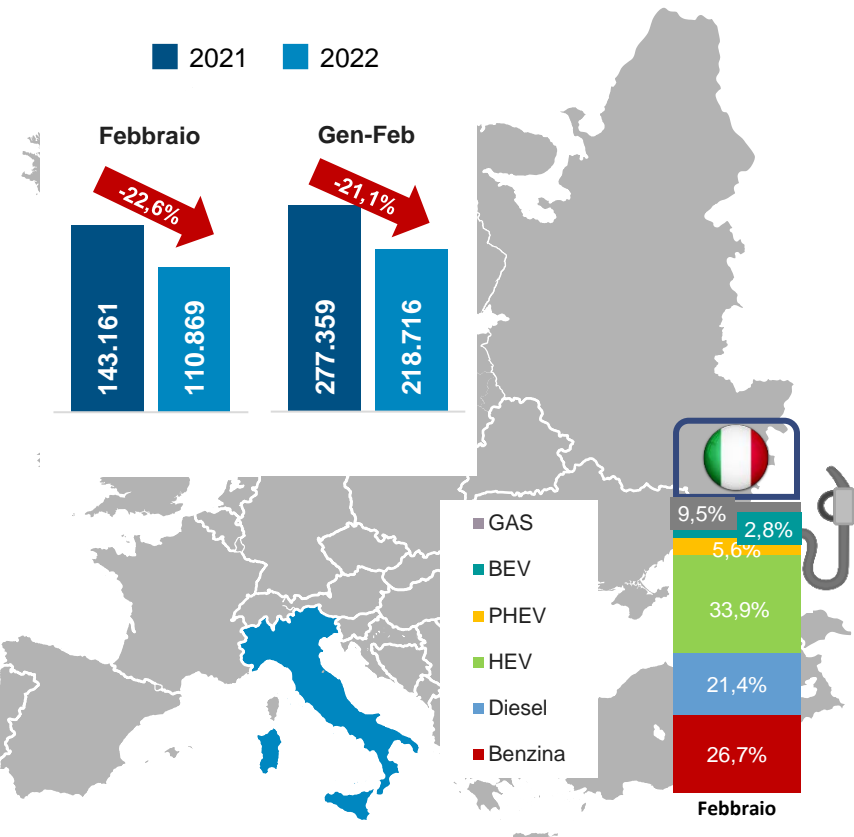 2021 2022
Febbraio Gen-Feb
-22,6% -21,1%
143.161 110.869 277.359 218.716
GAS
BEV
PHEV
HEV
Diesel
Benzina
9,5%
2,8%
5,6%
33,9%
21,4%
26,7%
Febbraio